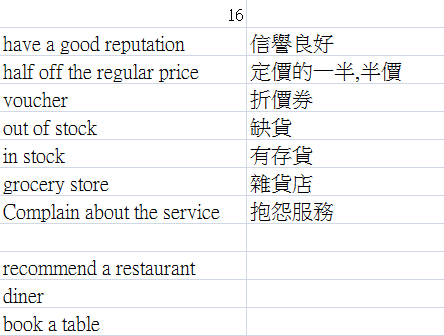 16
have a good reputation 信譽良好
half off the regular price 定價的一半,半價
voucher 折價券
out of stock 缺貨
in stock 有存貨
grocery store 雜貨店
Complain about the service 抱怨服務
recommend a restaurant
diner
book a table